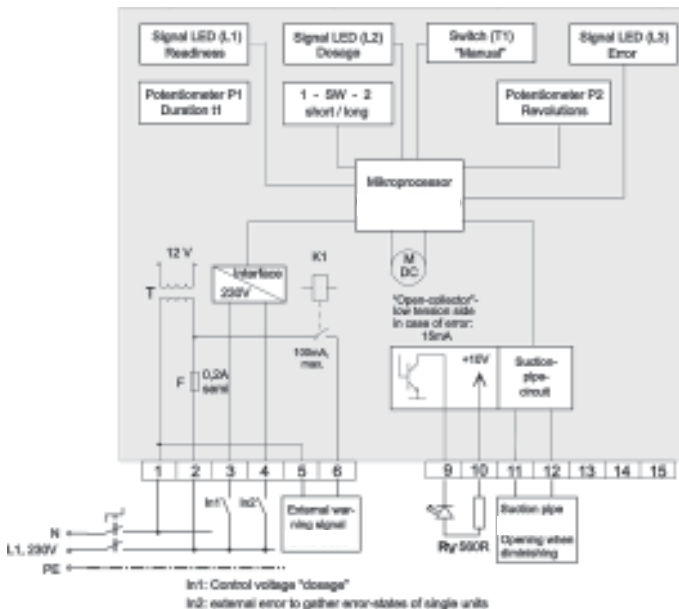 Signal LED (L1)
Readiness
Signal LED (L2)
Dosage
Switch (T1)
"Manual"
Signal LED (L3)
Error
Potentiometer P1
Duration t1
1 - SW - 2
short / long
Potentiometer P2
Revolutions
Mikroprocessor
12 V
T
Interface
230V
K1
M
DC
"Open-collector"-
low tension side
in case of error:
15mA
100mA,
max.
F
0,2A
semi
+10V
Suction-
pipe-
circuit
1 2 3 4 5 6
9 10 11 12 13 14 15
In1
In2
External war-
ning signal
Ry 560R
Suction pipe
Opening when
diminishing
N
L1, 230V
PE
In1: Control voltage "dosage"
In2: external error to gather error-states of single units